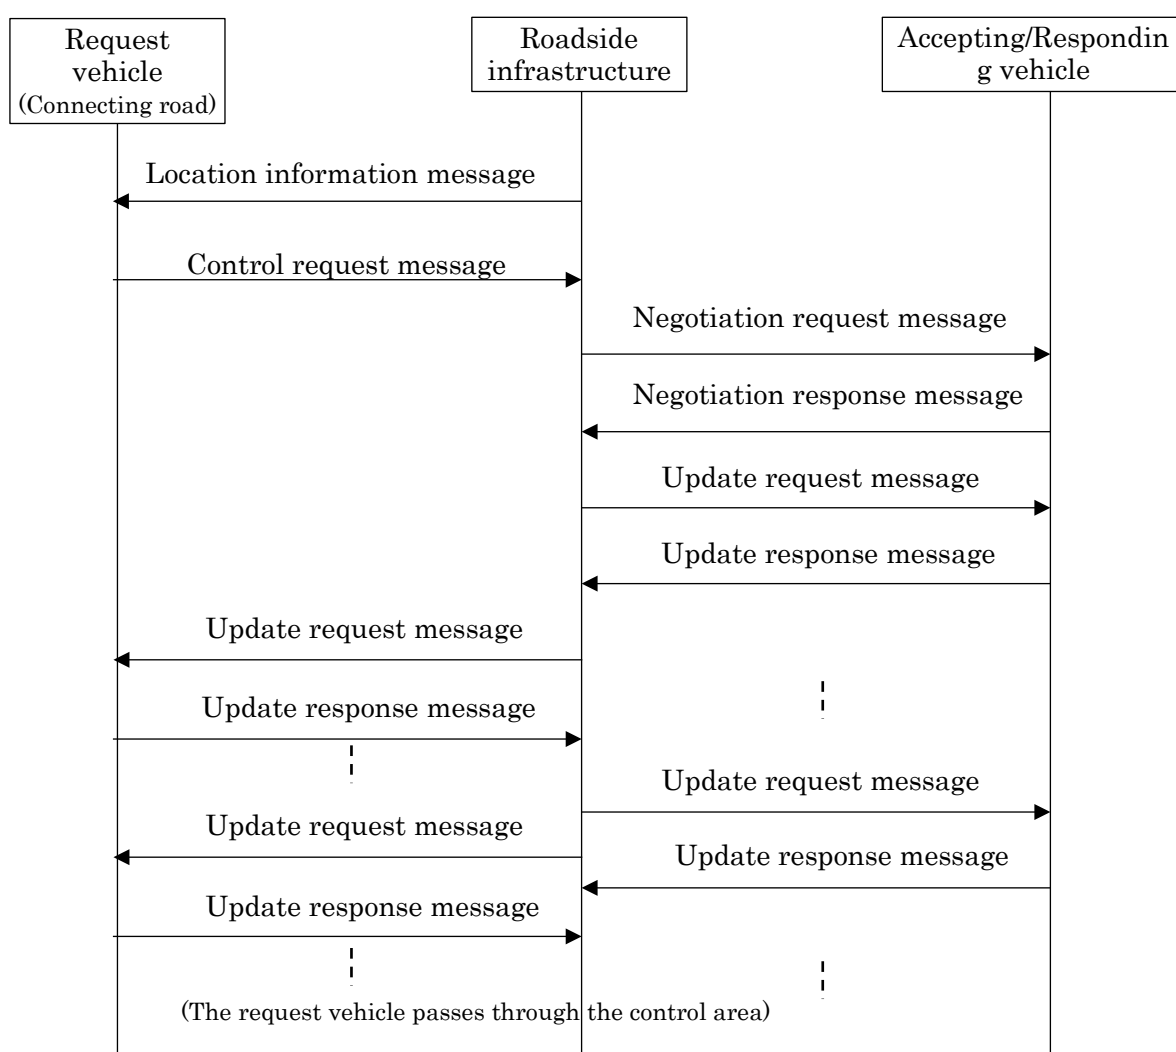 Request
vehicle
(Connecting road)
Roadside
infrastructure
Accepting/Respondin
g vehicle
Location information message
Control request message
Negotiation request message
Negotiation response message
Update request message
Update response message
Update request message
Update response message
Update request message
Update request message
Update response message
Update response message
(The request vehicle passes through the control area)